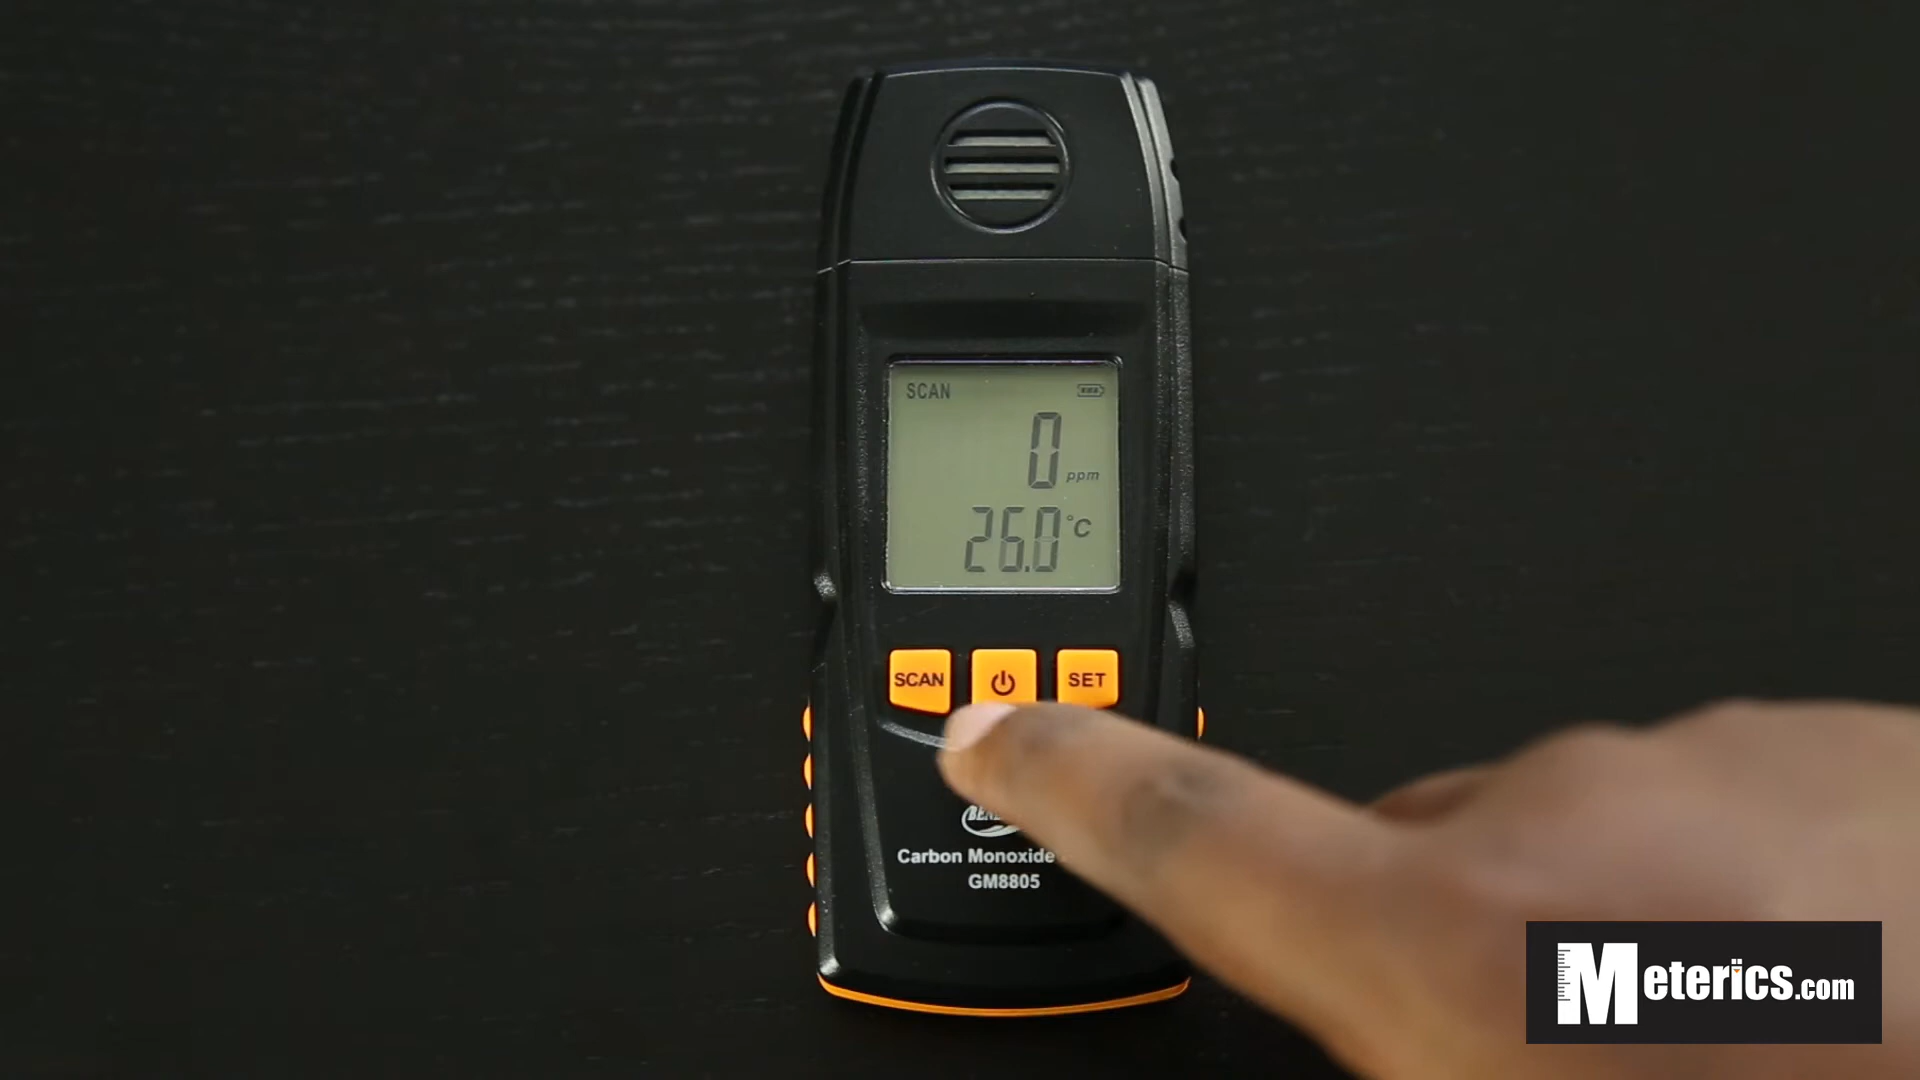 SCAN
0 ppm
26.0 °C
SCAN
SET
Carbon Monoxide
GM8805
Meterics.com